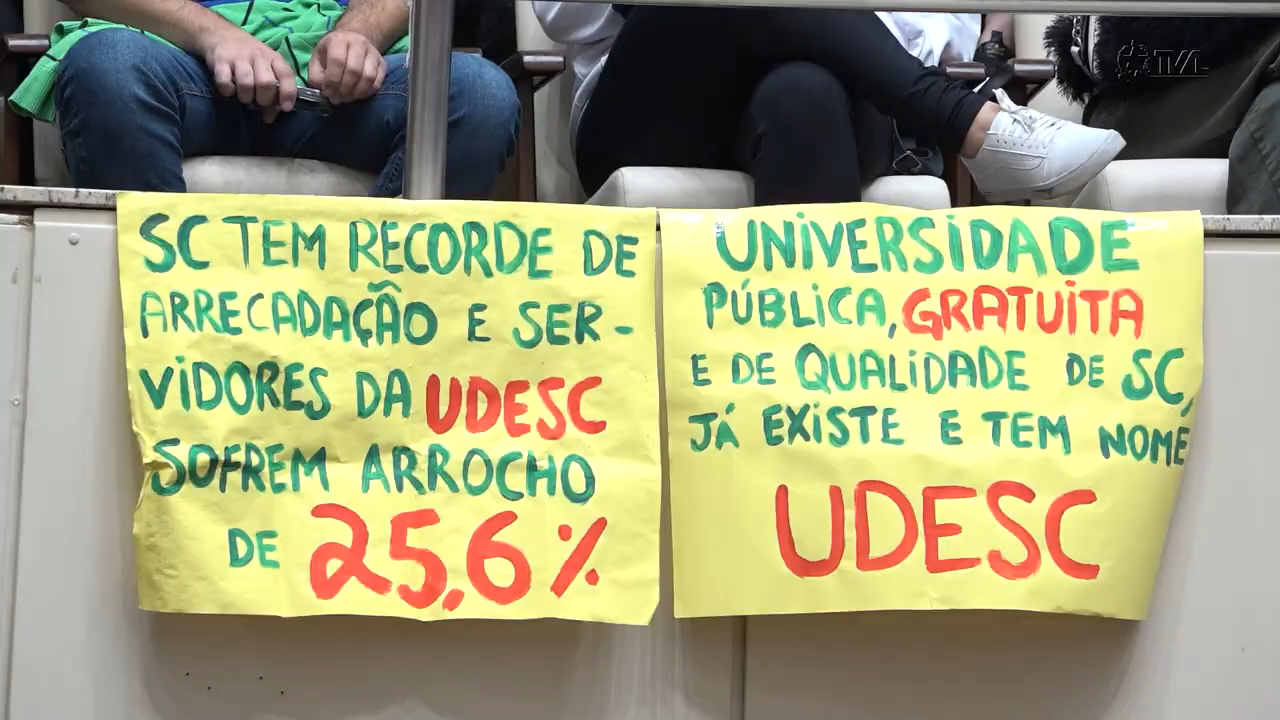 SC TEM RECORDE DE
ARRECADAÇÃO E SER-
VIDORES DA UDESC
SOFREM ARROCHO
DE 25,6%
UNIVERSIDADE
PÚBLICA, GRATUITA
E DE QUALIDADE DE SC,
JÁ EXISTE E TEM NOME
UDESC
TVAL